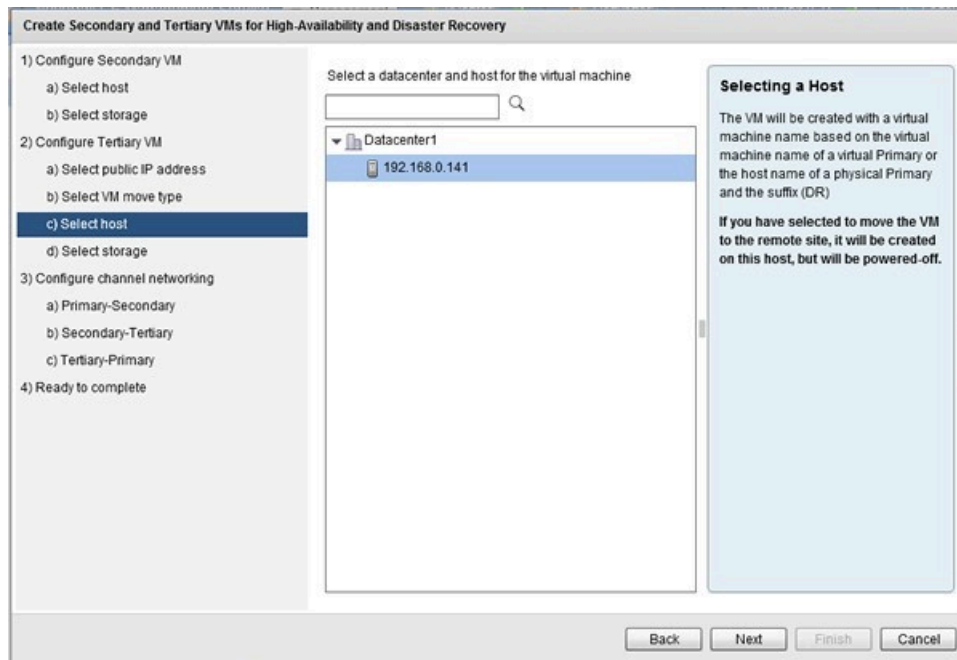 Create Secondary and Tertiary VMs for High-Availability and Disaster Recovery
1) Configure Secondary VM
a) Select host
b) Select storage
2) Configure Tertiary VM
a) Select public IP address
b) Select VM move type
c) Select host
d) Select storage
3) Configure channel networking
a) Primary-Secondary
b) Secondary-Tertiary
c) Tertiary-Primary
4) Ready to complete
Select a datacenter and host for the virtual machine
Datacenter1
192.168.0.141
Selecting a Host
The VM will be created with a virtual
machine name based on the virtual
machine name of a virtual Primary or
the host name of a physical Primary
and the suffix (DR)
If you have selected to move the VM
to the remote site, it will be created
on this host, but will be powered-off.
Back
Next
Finish
Cancel